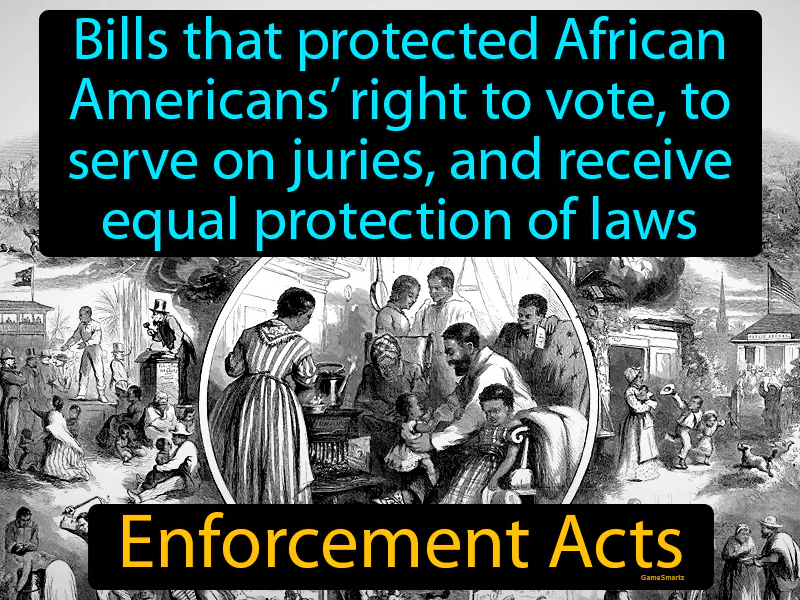 Bills that protected African
Americans’ right to vote, to
serve on juries, and receive
equal protection of laws
Enforcement Acts
GameSmartz